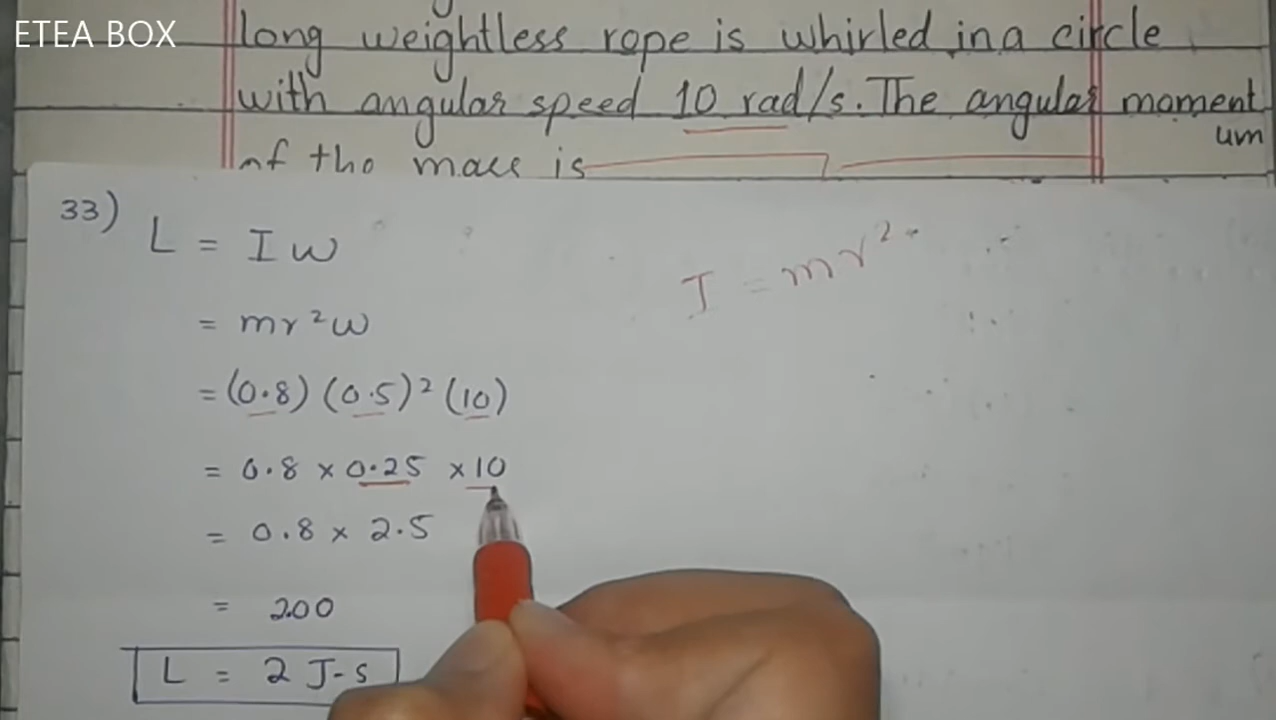 ETEA BOX
long weightless rope is whirled in a circle
with angular speed 10 rad/s. The angular moment
um
of the mass is
33)
L = Iω
I = mr²
= mr²ω
= (0.8) (0.5)² (10)
= 0.8 × 0.25 × 10
= 0.8 × 2.5
= 2.00
L = 2 J-s